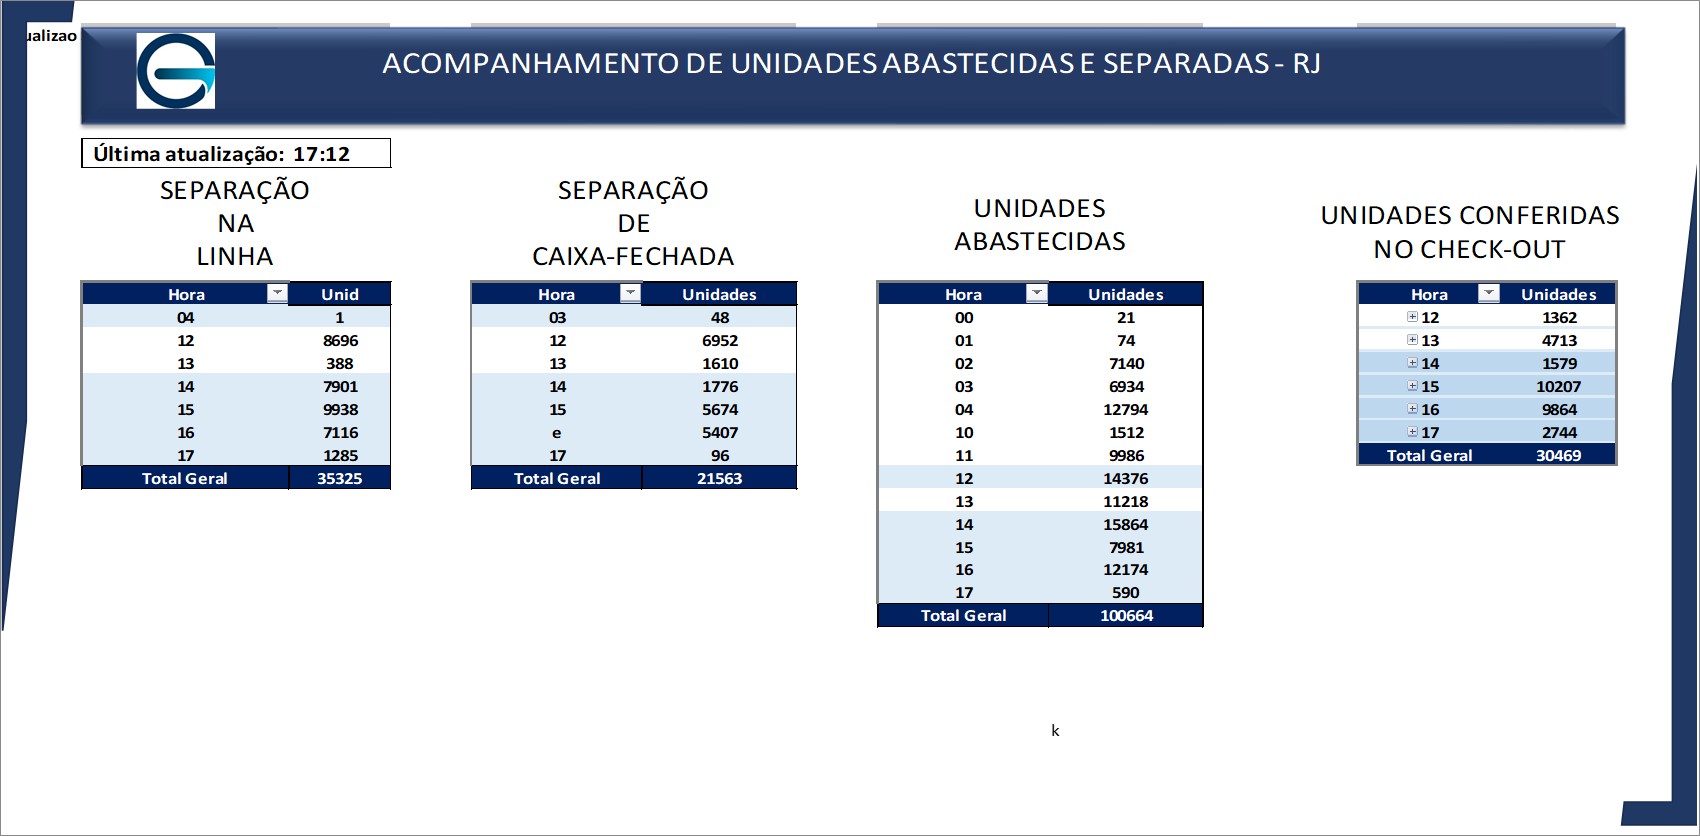 ualizao
ACOMPANHAMENTO DE UNIDADES ABASTECIDAS E SEPARADAS - RJ
Última atualização: 17:12
SEPARAÇÃO
NA
LINHA
Hora Unid
04 1
12 8696
13 388
14 7901
15 9938
16 7116
17 1285
Total Geral 35325
SEPARAÇÃO
DE
CAIXA-FECHADA
Hora Unidades
03 48
12 6952
13 1610
14 1776
15 5674
e 5407
17 96
Total Geral 21563
UNIDADES
ABASTECIDAS
Hora Unidades
00 21
01 74
02 7140
03 6934
04 12794
10 1512
11 9986
12 14376
13 11218
14 15864
15 7981
16 12174
17 590
Total Geral 100664
UNIDADES CONFERIDAS
NO CHECK-OUT
Hora Unidades
12 1362
13 4713
14 1579
15 10207
16 9864
17 2744
Total Geral 30469
k